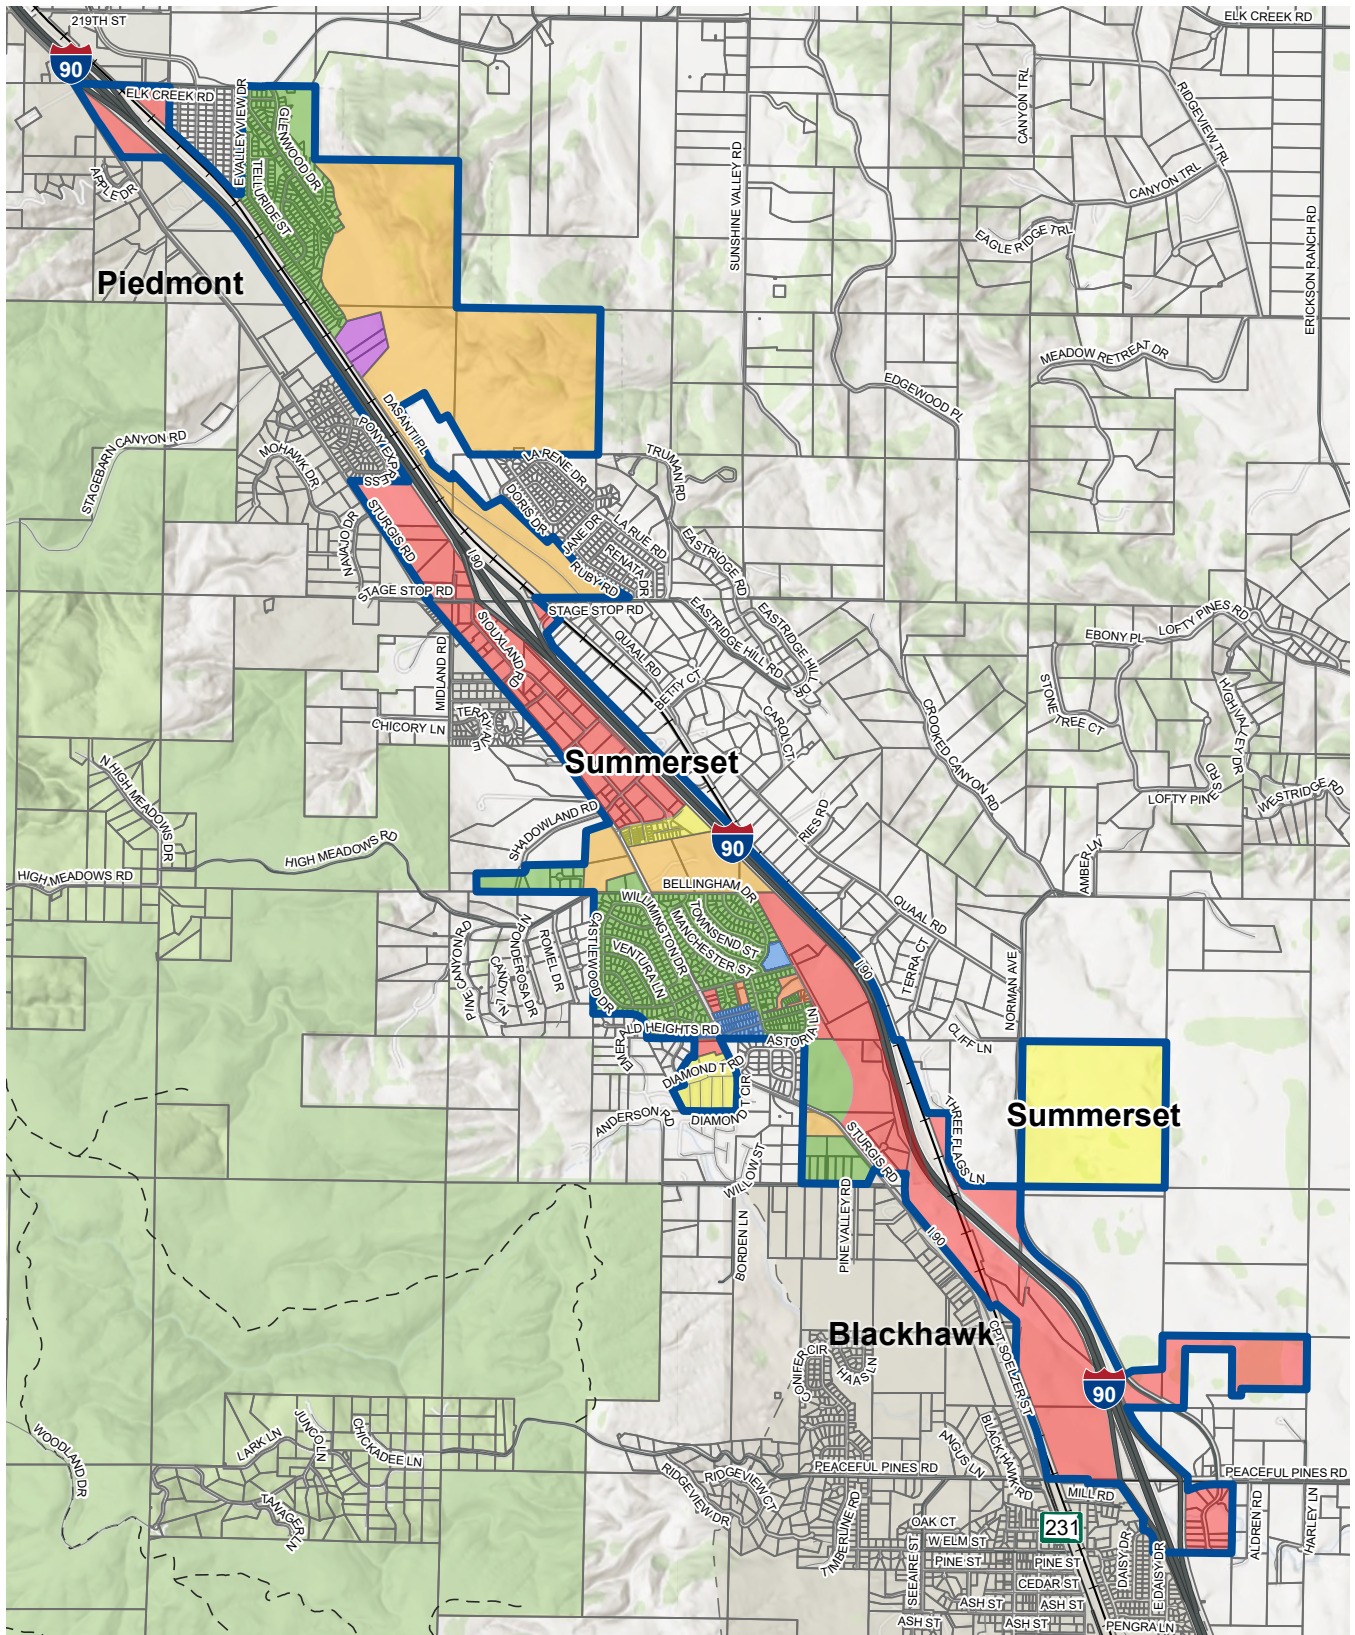 219TH ST
ELK CREEK RD
90
ELK CREEK RD
E VALLEY VIEW DR
GLENWOOD DR
TELLURIDE ST
APPLE DR
CANYON TRL
RIDGEVIEW TRL
CANYON TRL
EAGLE RIDGE TRL
SUNSHINE VALLEY RD
ERICKSON RANCH RD
Piedmont
MEADOW RETREAT DR
EDGEWOOD PL
DASANTI PL
PONY EXPRESS
STAGEBARN CANYON RD
MOHAWK DR
LA RENE DR
TRUMAN RD
DORIS DR
JANE DR
LA RUE RD
RENATA DR
EASTRIDGE RD
STURGIS RD
NAVAJO DR
I 90
RUBY RD
STAGE STOP RD
STAGE STOP RD
EASTRIDGE HILL RD
EASTRIDGE HILL DR
LOFTY PINES RD
EBONY PL
SIOUXLAND RD
QUAAL RD
MIDLAND RD
BETTY CT
CAROL CT
STONE TREE CT
HIGH VALLEY DR
CROOKED CANYON RD
TERRY AVE
CHICORY LN
Summerset
N HIGH MEADOWS DR
LOFTY PINES RD
WESTRIDGE RD
SHADOWLAND RD
RIES RD
90
HIGH MEADOWS RD
AMBER LN
HIGH MEADOWS RD
BELLINGHAM DR
WILLIMINGTON DR
TOWNSEND ST
MANCHESTER ST
QUAAL RD
CASTLEWOOD DR
VENTURA LN
N PONDEROSA DR
ROMEL DR
CANDY LN
PINE CANYON RD
I 90
TERRA CT
NORMAN AVE
CLIFF LN
EMERALD HEIGHTS RD
ASTORIA LN
DIAMOND T RD
DIAMOND T CIR
ANDERSON RD
THREE FLAGS LN
Summerset
STURGIS RD
WILLOW ST
PINE VALLEY RD
BORDEN LN
I 90
Blackhawk
CPT SOELZER ST
CONIFER CIR
HAAS LN
90
WOODLAND DR
LARK LN
JUNCO LN
CHICKADEE LN
TANAGER LN
BLACK HAWK RD
ANGUS LN
PEACEFUL PINES RD
PEACEFUL PINES RD
RIDGEVIEW CT
RIDGEVIEW DR
TIMBERLINE RD
MILL RD
ALDREN RD
HARLEY LN
231
OAK CT
W ELM ST
SEEAIRE ST
PINE ST
PINE ST
CEDAR ST
ASH ST
ASH ST
ASH ST
ASH ST
DAISY DR
E DAISY DR
PENGRA LN